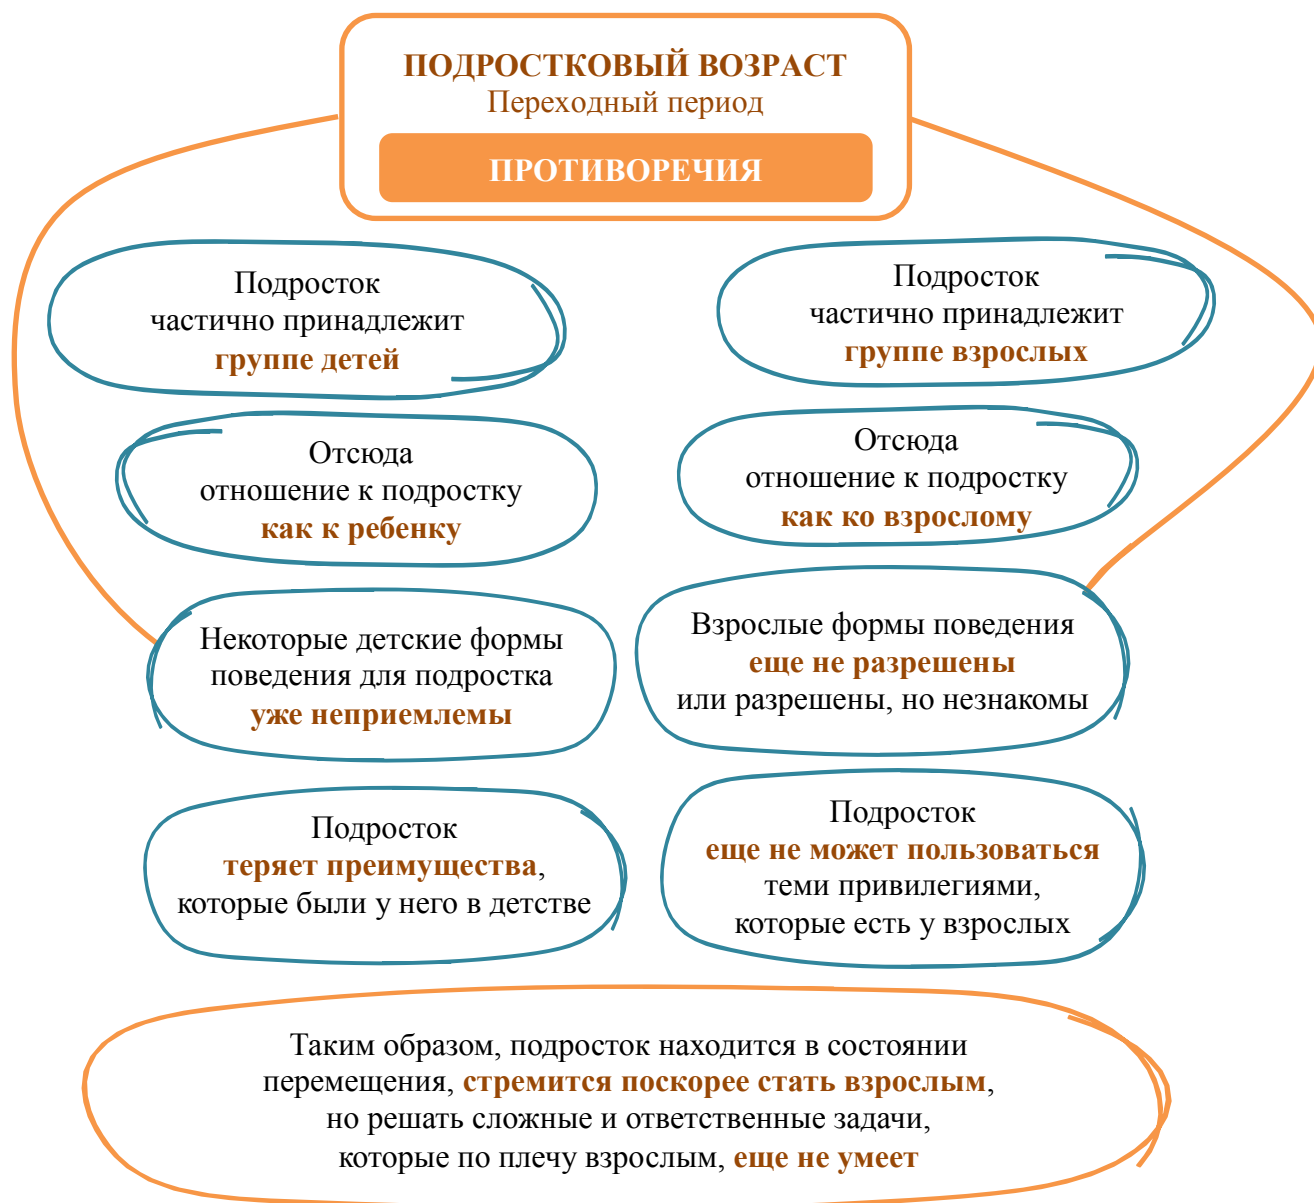 ПОДРОСТКОВЫЙ ВОЗРАСТ
Переходный период
ПРОТИВОРЕЧИЯ
Подросток
частично принадлежит
группе детей
Подросток
частично принадлежит
группе взрослых
Отсюда
отношение к подростку
как к ребенку
Отсюда
отношение к подростку
как ко взрослому
Некоторые детские формы
поведения для подростка
уже неприемлемы
Взрослые формы поведения
еще не разрешены
или разрешены, но незнакомы
Подросток
теряет преимущества,
которые были у него в детстве
Подросток
еще не может пользоваться
теми привилегиями,
которые есть у взрослых
Таким образом, подросток находится в состоянии
перемещения, стремится поскорее стать взрослым,
но решать сложные и ответственные задачи,
которые по плечу взрослым, еще не умеет